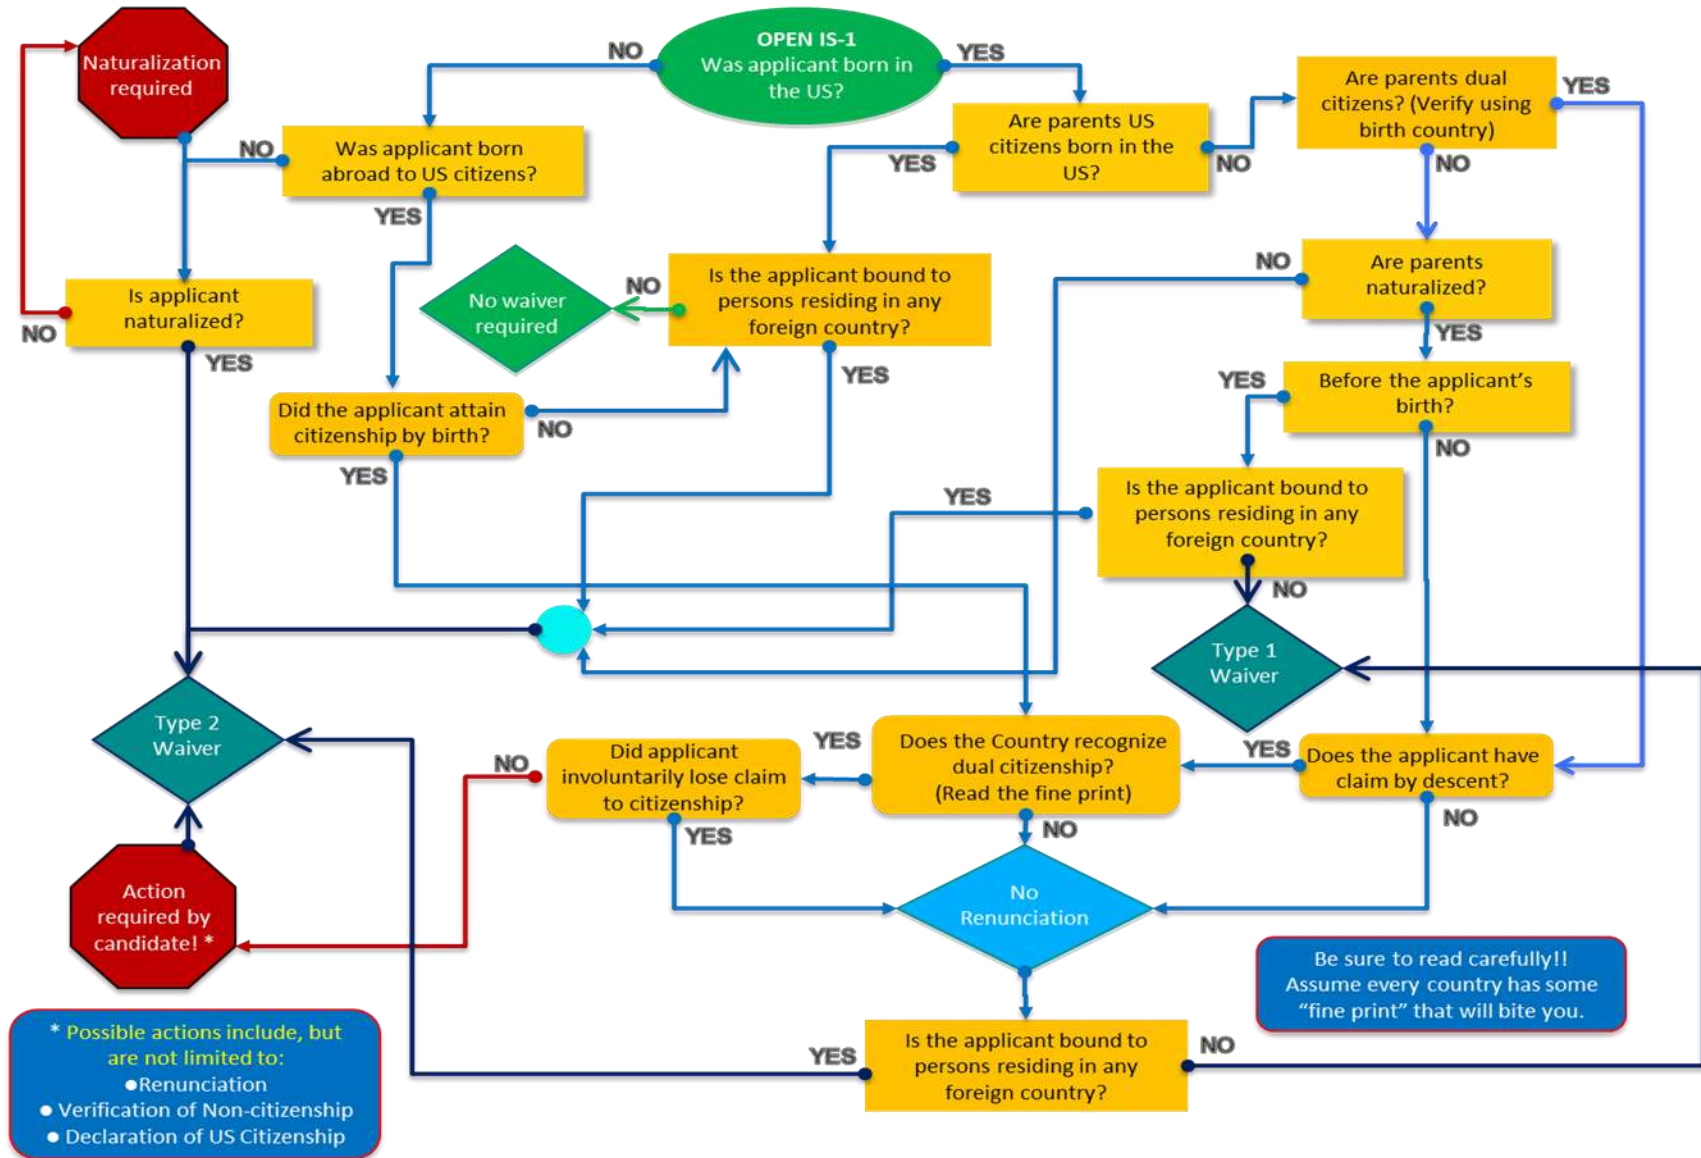 Naturalization
required
NO
OPEN IS-1
Was applicant born in
the US?
YES
Are parents dual
citizens? (Verify using
birth country)
YES
NO
Was applicant born
abroad to US citizens?
YES
YES
Are parents US
citizens born in the
US?
NO
NO
Is applicant
naturalized?
NO
YES
No waiver
required
NO
Is the applicant bound to
persons residing in any
foreign country?
YES
NO
Are parents
naturalized?
YES
Did the applicant attain
citizenship by birth?
NO
YES
YES
Before the applicant's
birth?
NO
YES
Is the applicant bound to
persons residing in any
foreign country?
NO
Type 1
Waiver
Type 2
Waiver
NO
Did applicant
involuntarily lose claim
to citizenship?
YES
YES
Does the Country recognize
dual citizenship?
(Read the fine print)
NO
YES
Does the applicant have
claim by descent?
NO
Action
required by
candidate! *
No
Renunciation
Be sure to read carefully!!
Assume every country has some
“fine print” that will bite you.
* Possible actions include, but
are not limited to:
●Renunciation
● Verification of Non-citizenship
● Declaration of US Citizenship
YES
Is the applicant bound to
persons residing in any
foreign country?
NO